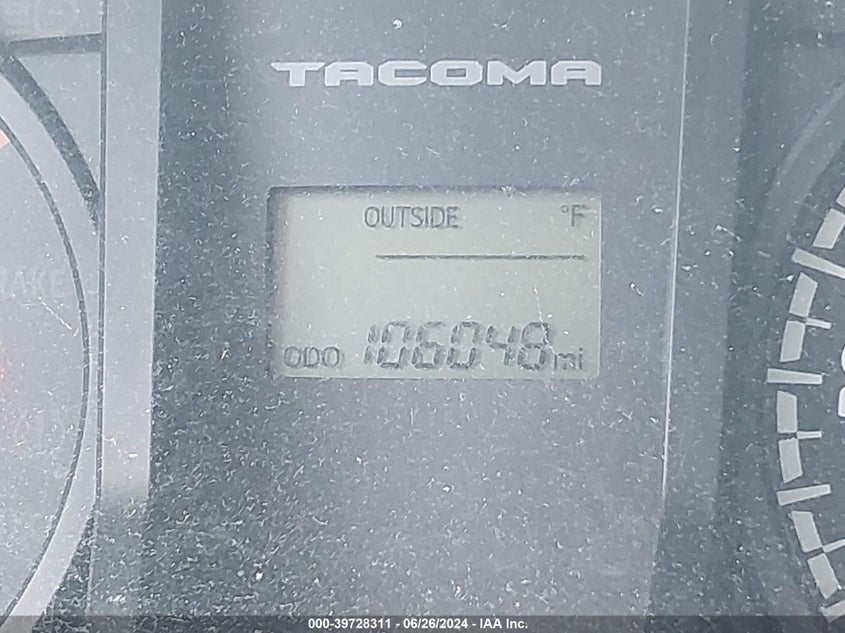 TACOMA
OUTSIDE °F
ODO 106048 mi
000-39728311 - 06/26/2024 - IAA Inc.